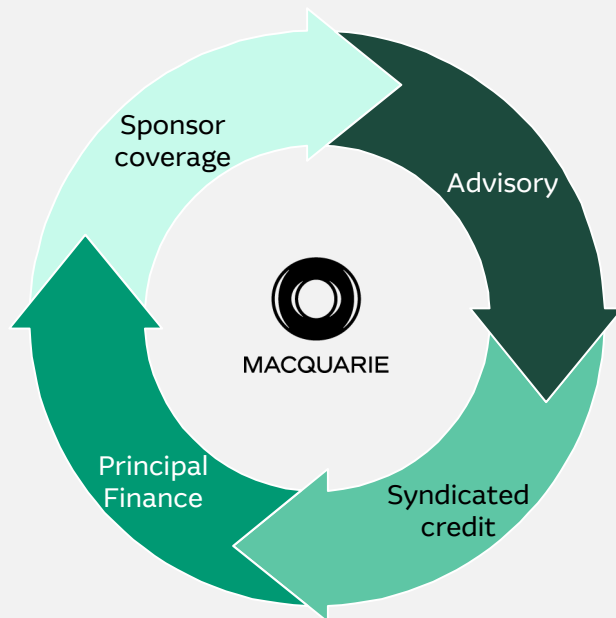 Sponsor
coverage
Advisory
MACQUARIE
Principal
Finance
Syndicated
credit